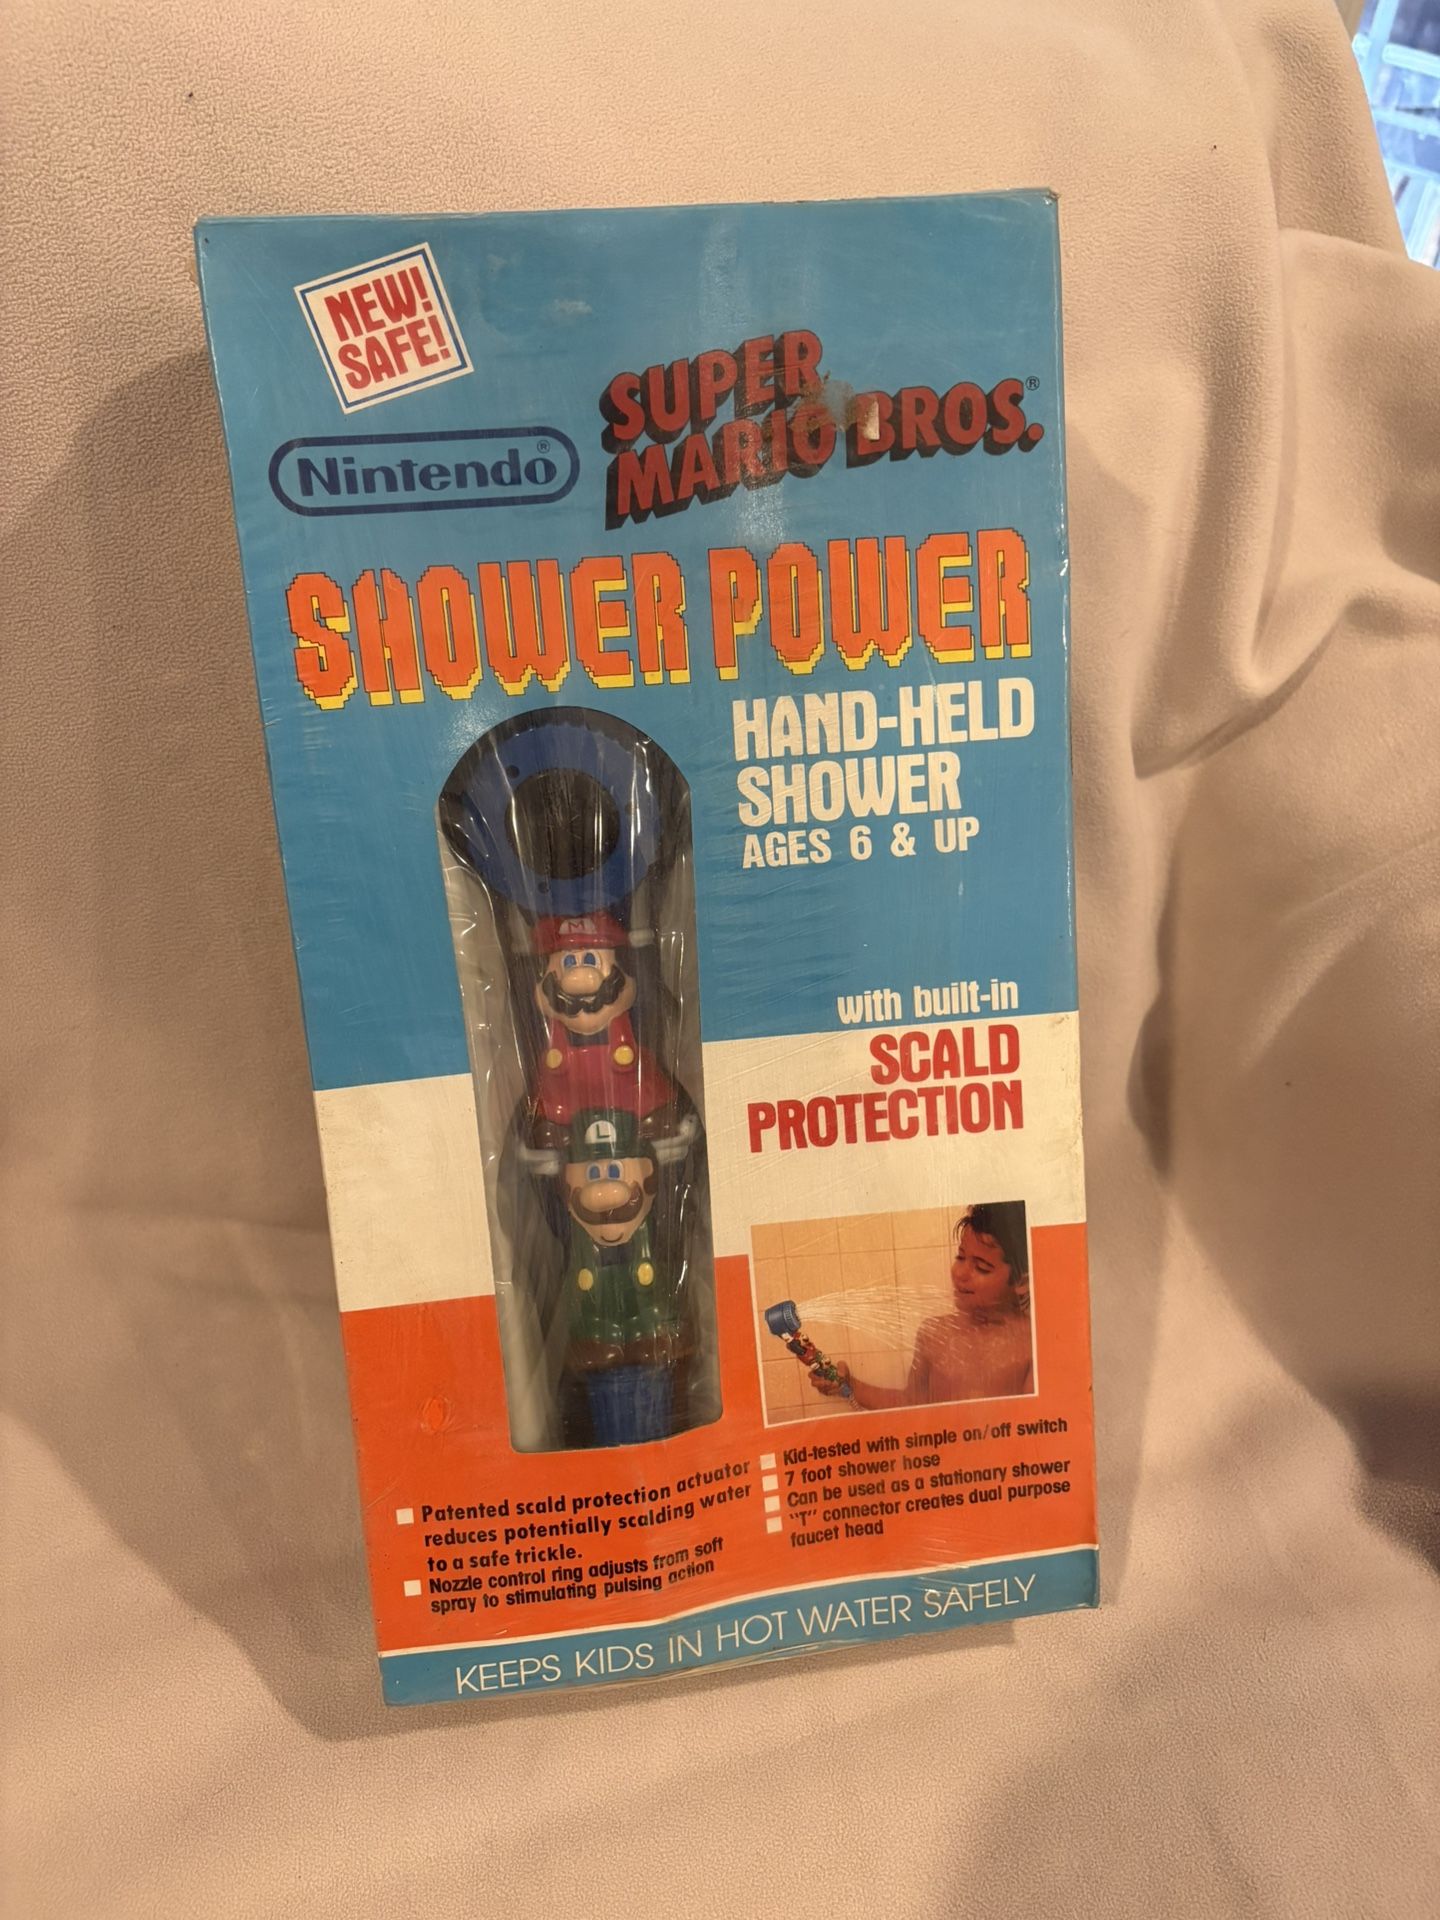 NEW!
SAFE!
Nintendo®
SUPER
MARIO BROS.®
SHOWER POWER
HAND-HELD
SHOWER
AGES 6 & UP
M
with built-in
SCALD
PROTECTION
L
Patented scald protection actuator
reduces potentially scalding water
to a safe trickle.
Nozzle control ring adjusts from soft
spray to stimulating pulsing action
Kid-tested with simple on/off switch
7 foot shower hose
Can be used as a stationary shower
"T" connector creates dual purpose
faucet head
KEEPS KIDS IN HOT WATER SAFELY